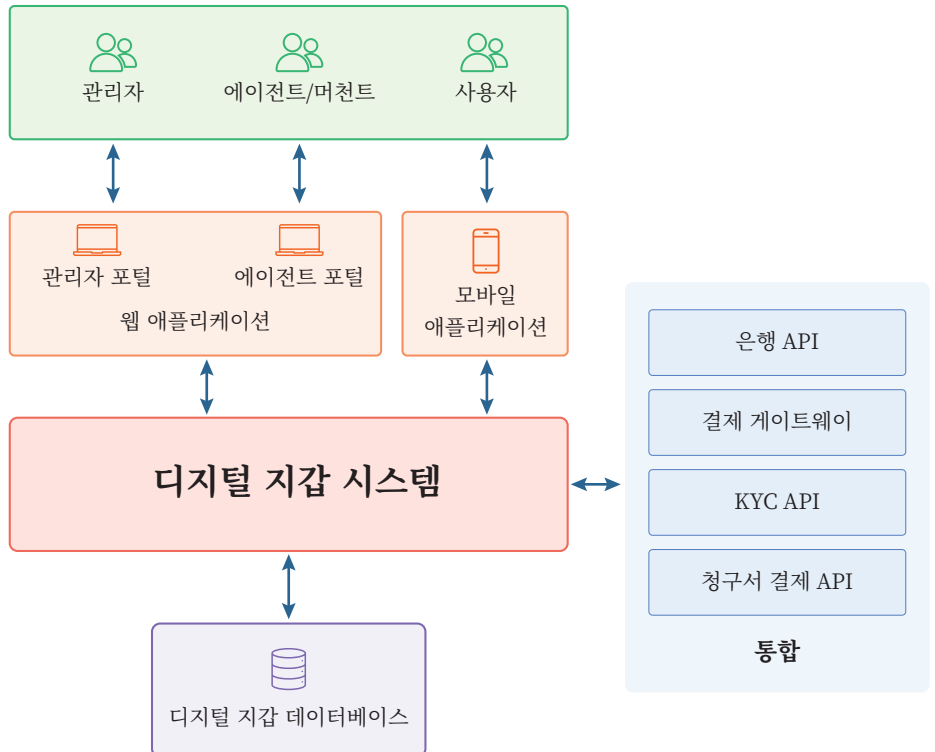 관리자
에이전트/머천트
사용자
관리자 포털
에이전트 포털
웹 애플리케이션
모바일
애플리케이션
디지털 지갑 시스템
은행 API
결제 게이트웨이
KYC API
청구서 결제 API
통합
디지털 지갑 데이터베이스